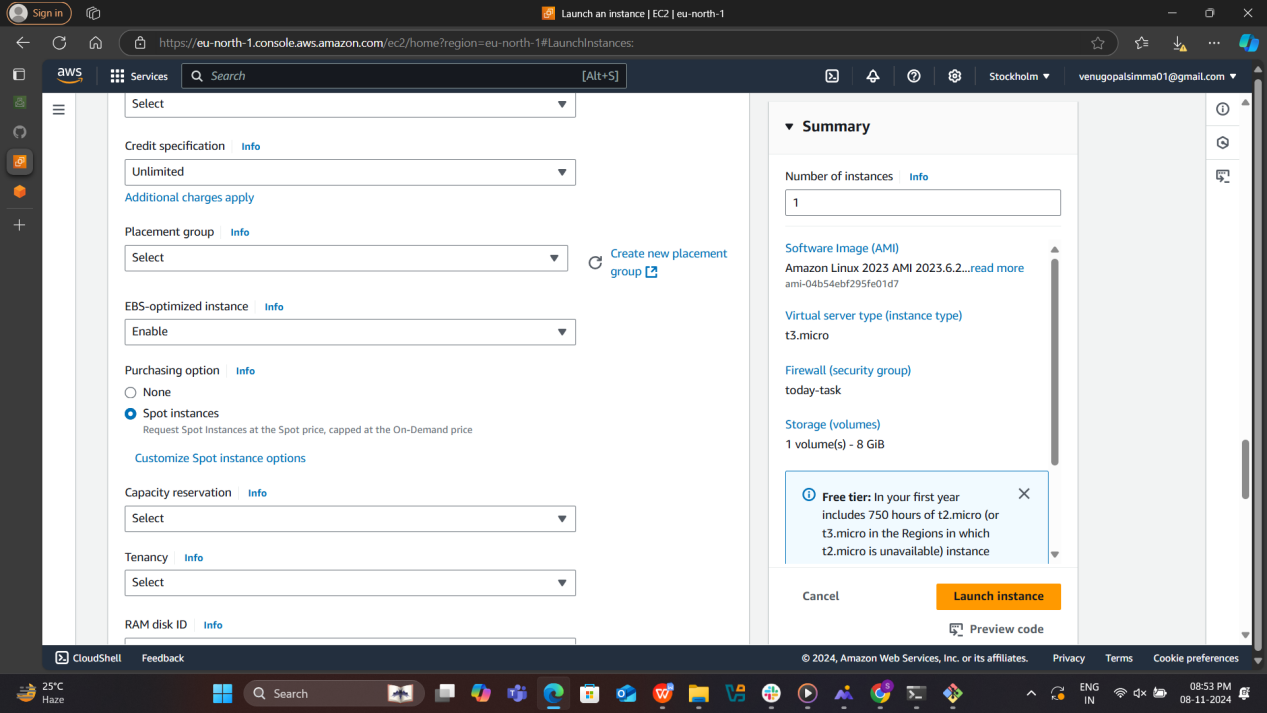 Sign in
Launch an instance | EC2 | eu-north-1
https://eu-north-1.console.aws.amazon.com/ec2/home?region=eu-north-1#LaunchInstances:
aws
Services
Search
[Alt+S]
Stockholm
venugopalsimma01@gmail.com
Select
Credit specification Info
Unlimited
Additional charges apply
Placement group Info
Select
Create new placement
group
EBS-optimized instance Info
Enable
Purchasing option Info
None
Spot instances
Request Spot Instances at the Spot price, capped at the On-Demand price
Customize Spot instance options
Capacity reservation Info
Select
Tenancy Info
Select
RAM disk ID Info
Summary
Number of instances Info
1
Software Image (AMI)
Amazon Linux 2023 AMI 2023.6.2...read more
ami-04b54ebf295fe01d7
Virtual server type (instance type)
t3.micro
Firewall (security group)
today-task
Storage (volumes)
1 volume(s) - 8 GiB
Free tier: In your first year
includes 750 hours of t2.micro (or
t3.micro in the Regions in which
t2.micro is unavailable) instance
Cancel
Launch instance
Preview code
CloudShell
Feedback
© 2024, Amazon Web Services, Inc. or its affiliates.
Privacy
Terms
Cookie preferences
25°C
Haze
Search
ENG
IN
08:53 PM
08-11-2024